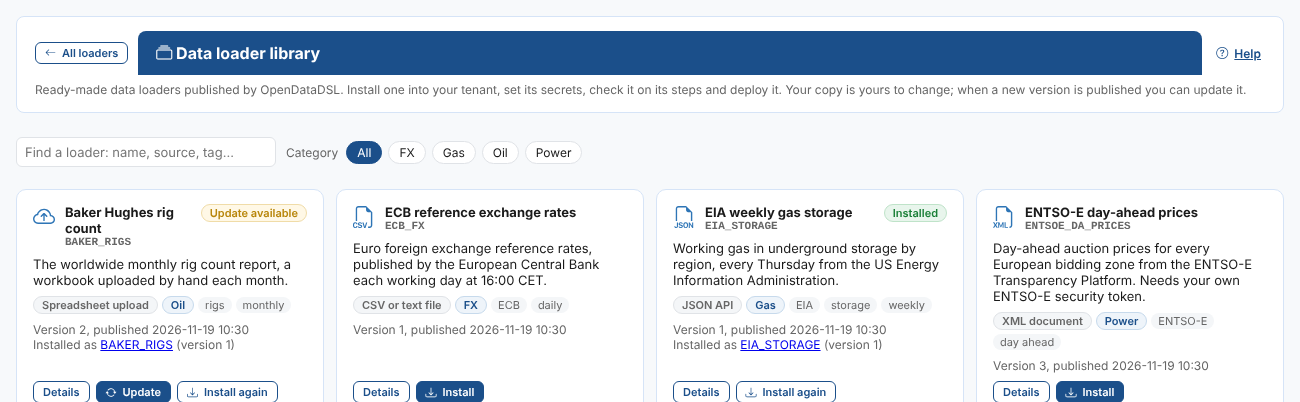 All loaders
Data loader library
Help
Ready-made data loaders published by OpenDataDSL. Install one into your tenant, set its secrets, check it on its steps and deploy it. Your copy is yours to change; when a new version is published you can update it.
Find a loader: name, source, tag...
Category All FX Gas Oil Power
Baker Hughes rig
count
Update available
BAKER_RIGS
The worldwide monthly rig count report, a
workbook uploaded by hand each month.
Spreadsheet upload Oil rigs monthly
Version 2, published 2026-11-19 10:30
Installed as BAKER_RIGS (version 1)
Details Update Install again
CSV
ECB reference exchange rates
ECB_FX
Euro foreign exchange reference rates,
published by the European Central Bank
each working day at 16:00 CET.
CSV or text file FX ECB daily
Version 1, published 2026-11-19 10:30
Details Install
JSON
EIA weekly gas storage
Installed
EIA_STORAGE
Working gas in underground storage by
region, every Thursday from the US Energy
Information Administration.
JSON API Gas EIA storage weekly
Version 1, published 2026-11-19 10:30
Installed as EIA_STORAGE (version 1)
Details Install again
XML
ENTSO-E day-ahead prices
ENTSOE_DA_PRICES
Day-ahead auction prices for every
European bidding zone from the ENTSO-E
Transparency Platform. Needs your own
ENTSO-E security token.
XML document Power ENTSO-E
day ahead
Version 3, published 2026-11-19 10:30
Details Install